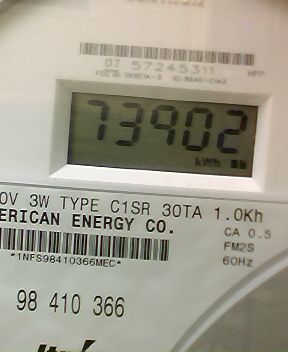 07 57245311
73902
kWh
0V 3W TYPE C1SR 30TA 1.0Kh
ERICAN ENERGY CO.
CA 0.5
FM2S
60Hz
*1NFS98410366MEC*
98 410 366